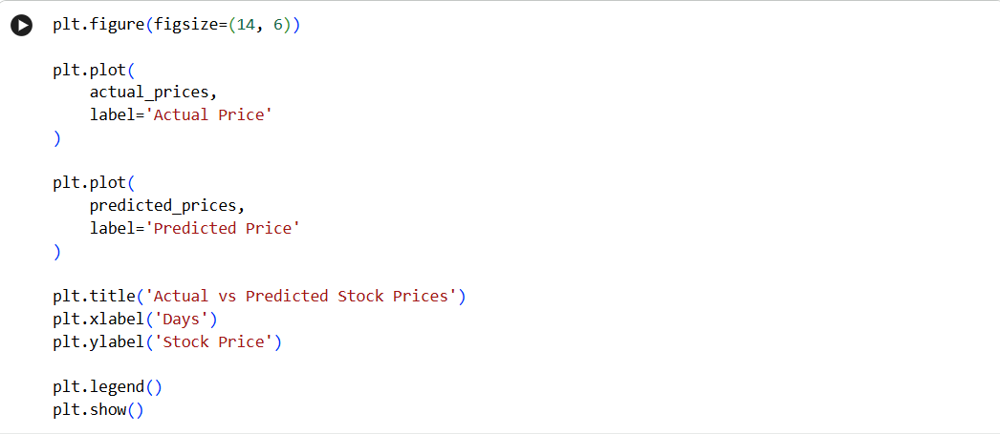 plt.figure(figsize=(14, 6))
plt.plot(
    actual_prices,
    label='Actual Price'
)
plt.plot(
    predicted_prices,
    label='Predicted Price'
)
plt.title('Actual vs Predicted Stock Prices')
plt.xlabel('Days')
plt.ylabel('Stock Price')
plt.legend()
plt.show()